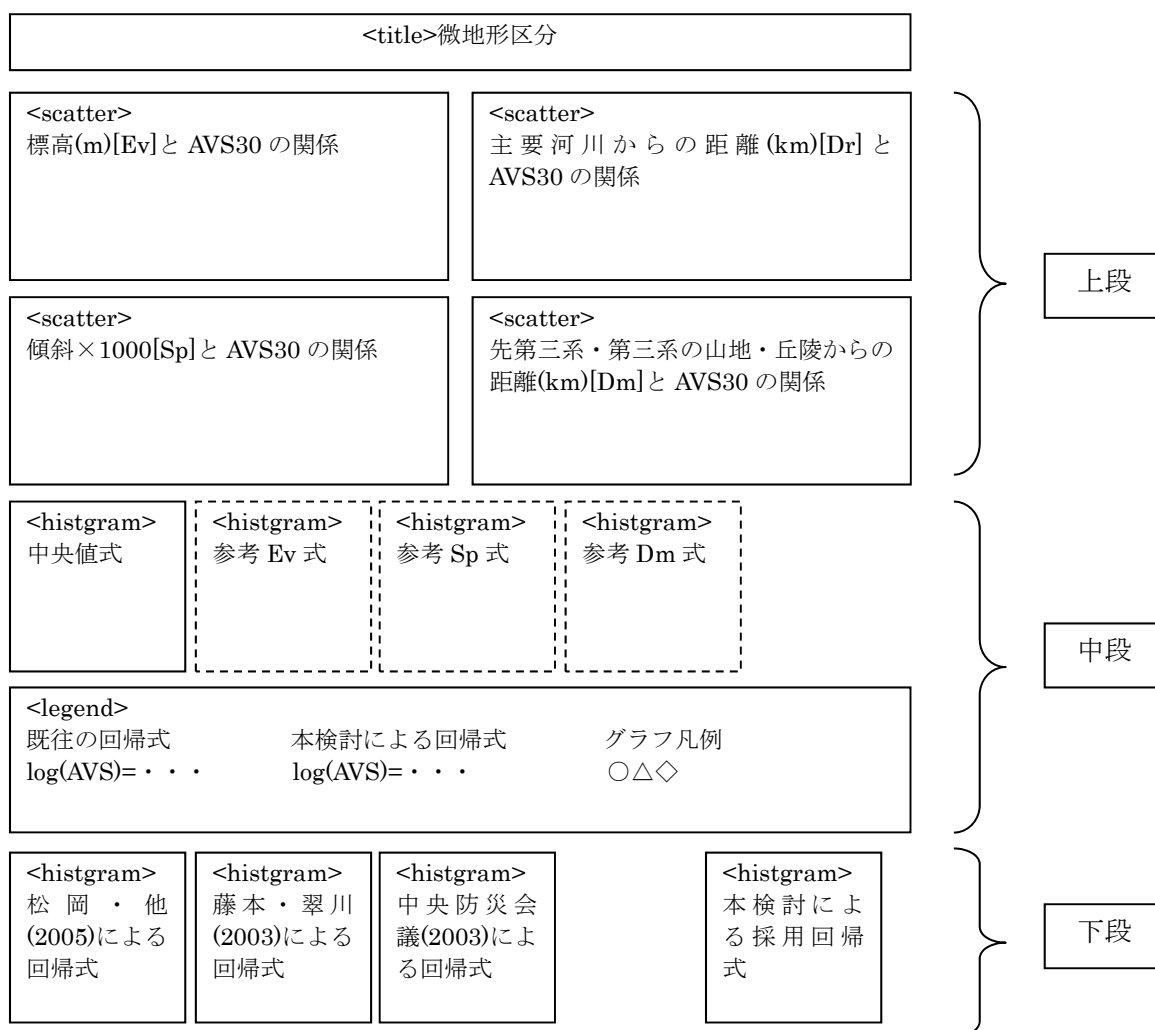 <title>微地形区分
<scatter>
標高(m)[Ev]と AVS30 の関係
<scatter>
主要河川からの距離(km)[Dr]と
AVS30 の関係
<scatter>
傾斜×1000[Sp]と AVS30 の関係
<scatter>
先第三系・第三系の山地・丘陵からの
距離(km)[Dm]と AVS30 の関係
上段
<histgram>
中央値式
<histgram>
参考 Ev 式
<histgram>
参考 Sp 式
<histgram>
参考 Dm 式
<legend>
既往の回帰式 本検討による回帰式 グラフ凡例
log(AVS)=・・・ log(AVS)=・・・ ○△◇
中段
<histgram>
松岡・他
(2005)による
回帰式
<histgram>
藤本・翠川
(2003)による
回帰式
<histgram>
中央防災会
議(2003)によ
る回帰式
<histgram>
本検討によ
る採用回帰
式
下段